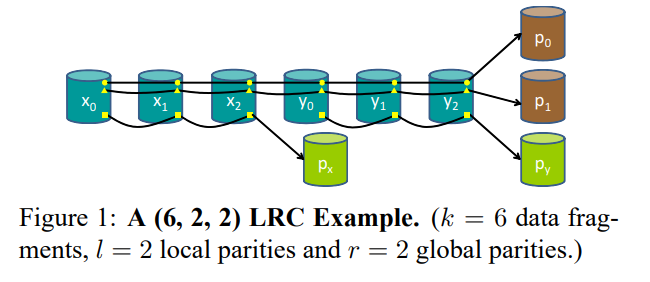 p0
x0 x1 x2 y0 y1 y2 p1
px py
Figure 1: A (6, 2, 2) LRC Example. (k = 6 data frag-
ments, l = 2 local parities and r = 2 global parities.)